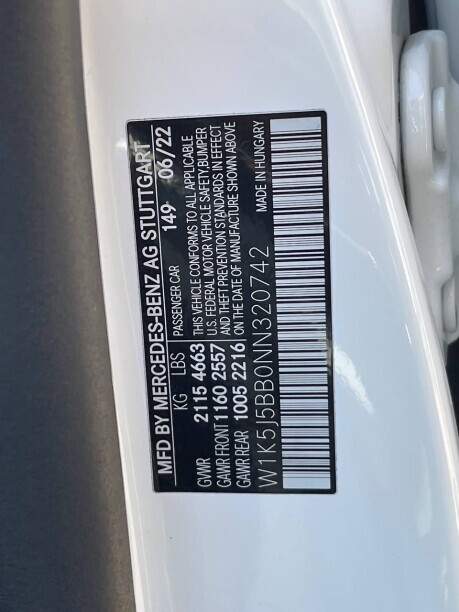 MFD BY MERCEDES-BENZ AG STUTTGART
KG LBS PASSENGER CAR 149 06/22
GVWR 2115 4663 THIS VEHICLE CONFORMS TO ALL APPLICABLE
U.S. FEDERAL MOTOR VEHICLE SAFETY, BUMPER
GAWR FRONT 1160 2557 AND THEFT PREVENTION STANDARDS IN EFFECT
GAWR REAR 1005 2216 ON THE DATE OF MANUFACTURE SHOWN ABOVE
W1K5J5BB0NN320742 MADE IN HUNGARY